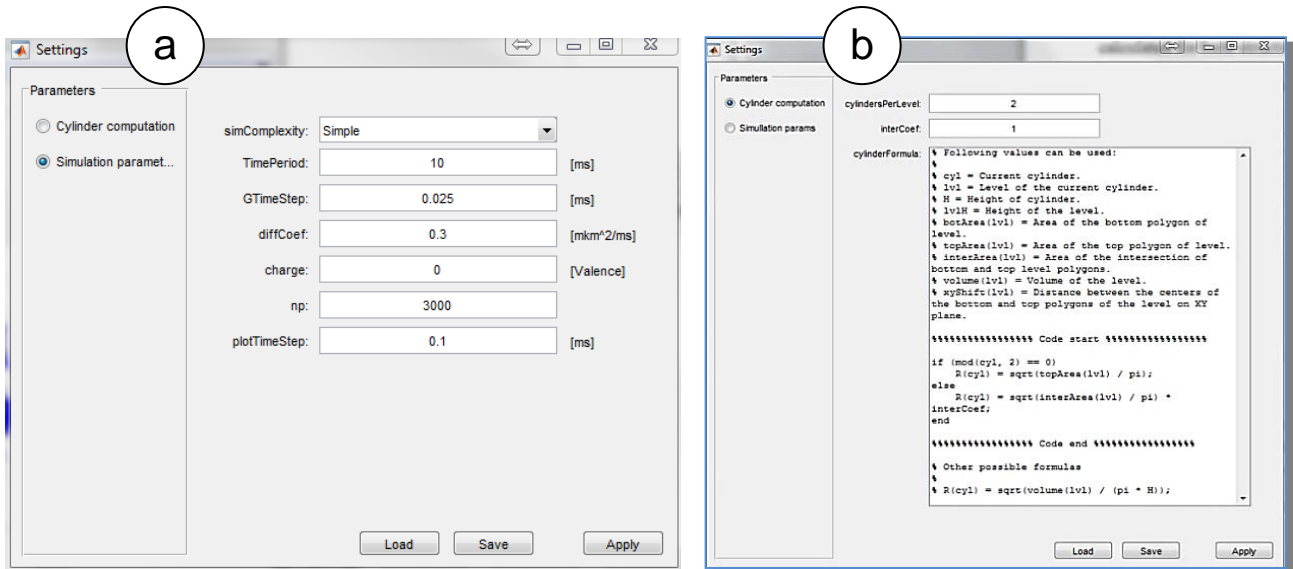 a
Settings
Parameters
Cylinder computation
Simulation paramet...
simComplexity: Simple
TimePeriod: 10 [ms]
GTimeStep: 0.025 [ms]
diffCoef: 0.3 [mkm^2/ms]
charge: 0 [Valence]
np: 3000
plotTimeStep: 0.1 [ms]
Load Save Apply
b
Settings
Parameters
Cylinder computation
Simullation params
cylindersPerLevel: 2
interCoef: 1
cylinderFormula:
% Following values can be used:
%
% cyl = Current cylinder.
% lvl = Level of the current cylinder.
% H = Height of cylinder.
% lvlH = Height of the level.
% botArea(lvl) = Area of the bottom polygon of
level.
% topArea(lvl) = Area of the top polygon of level.
% interArea(lvl) = Area of the intersection of
bottom and top level polygons.
% volume(lvl) = Volume of the level.
% xyShift(lvl) = Distance between the centers of
the bottom and top polygons of the level on XY
plane.
%%%%%%%%%%%%%%%%% Code start %%%%%%%%%%%%%%%%%
if (mod(cyl, 2) == 0)
R(cyl) = sqrt(topArea(lvl) / pi);
else
R(cyl) = sqrt(interArea(lvl) / pi) *
interCoef;
end
%%%%%%%%%%%%%%%%% Code end %%%%%%%%%%%%%%%%%
% Other possible formulas
%
% R(cyl) = sqrt(volume(lvl) / (pi * H));
Load Save Apply